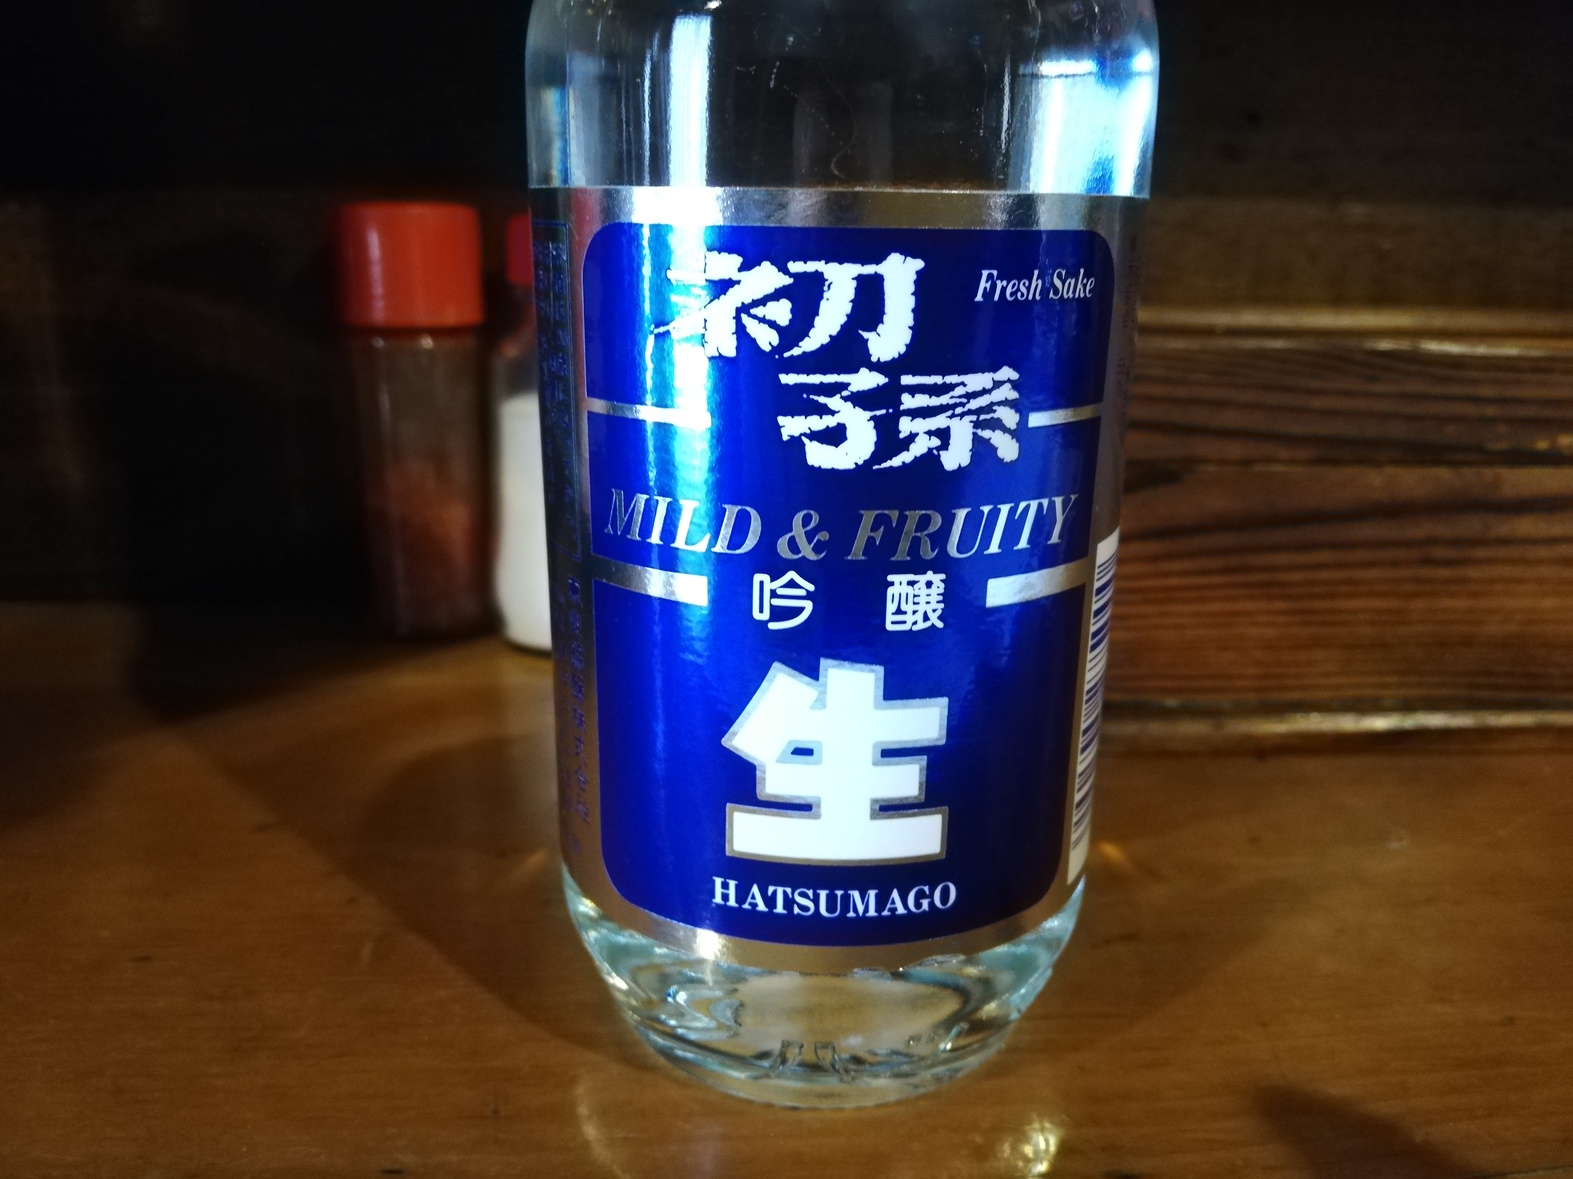 初孫
Fresh Sake
MILD & FRUITY
吟醸
生
HATSUMAGO